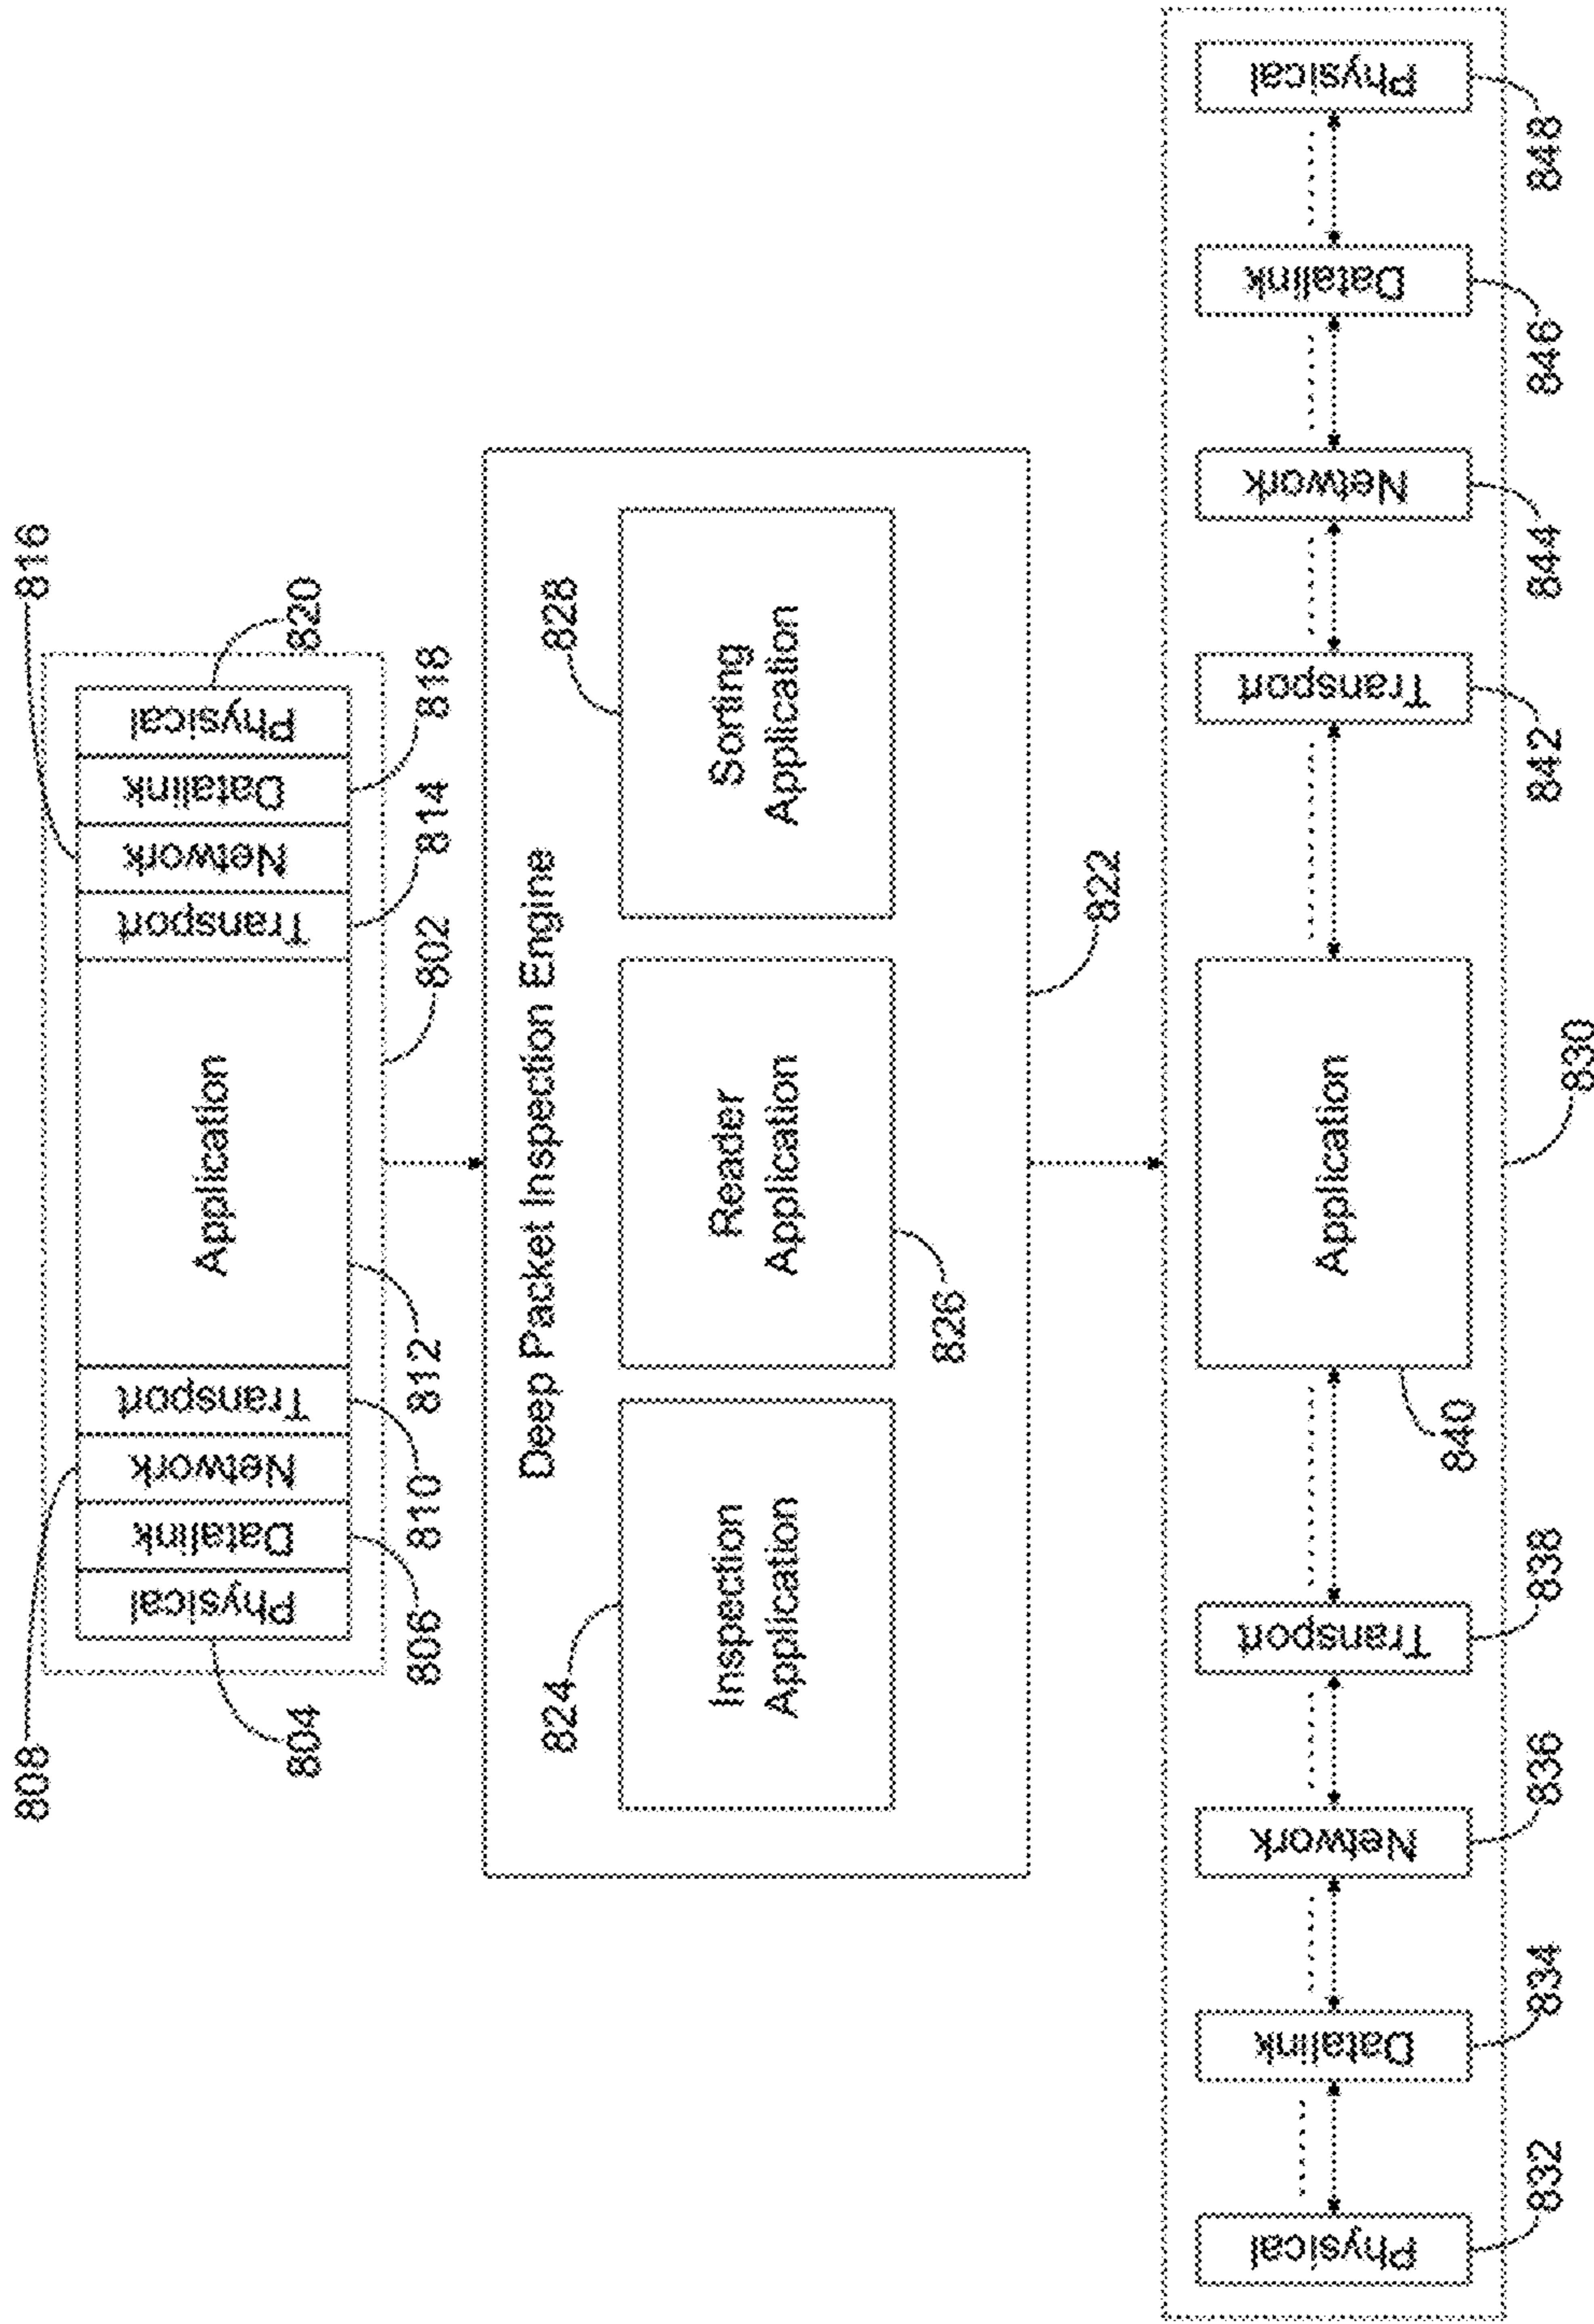 808
816
Physical
Datalink
Network
Transport
Application
Transport
Network
Datalink
Physical
804
806
810
812
802
814
818
820
Deep Packet Inspection Engine
824
828
Inspection
Application
Reader
Application
Sorting
Application
826
822
Physical
Datalink
Network
Transport
Application
Transport
Network
Datalink
Physical
840
832
834
836
838
830
842
844
846
848